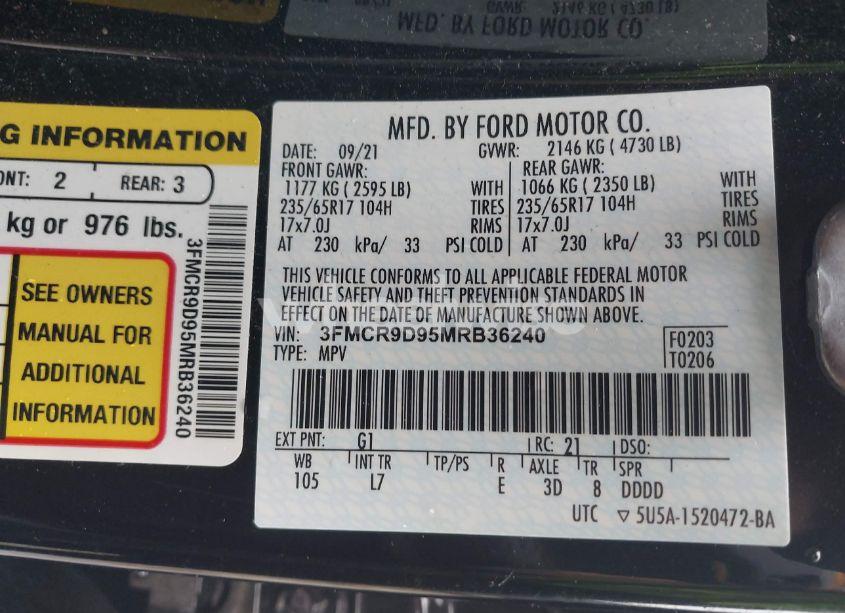 G INFORMATION
ONT: 2 REAR: 3
kg or 976 lbs.
SEE OWNERS
MANUAL FOR
ADDITIONAL
INFORMATION
3FMCR9D95MRB36240
MFD. BY FORD MOTOR CO.
DATE: 09/21 GVWR: 2146 KG ( 4730 LB)
FRONT GAWR: REAR GAWR:
1177 KG ( 2595 LB) WITH 1066 KG ( 2350 LB) WITH
235/65R17 104H TIRES 235/65R17 104H TIRES
17x7.0J RIMS 17x7.0J RIMS
AT 230 kPa/ 33 PSI COLD AT 230 kPa/ 33 PSI COLD
THIS VEHICLE CONFORMS TO ALL APPLICABLE FEDERAL MOTOR
VEHICLE SAFETY AND THEFT PREVENTION STANDARDS IN
EFFECT ON THE DATE OF MANUFACTURE SHOWN ABOVE.
VIN: 3FMCR9D95MRB36240 F0203
TYPE: MPV T0206
EXT PNT: G1 RC: 21 DSO:
WB INT TR TP/PS R AXLE TR SPR
105 L7 E 3D 8 DDDD
UTC ▽ 5U5A-1520472-BA